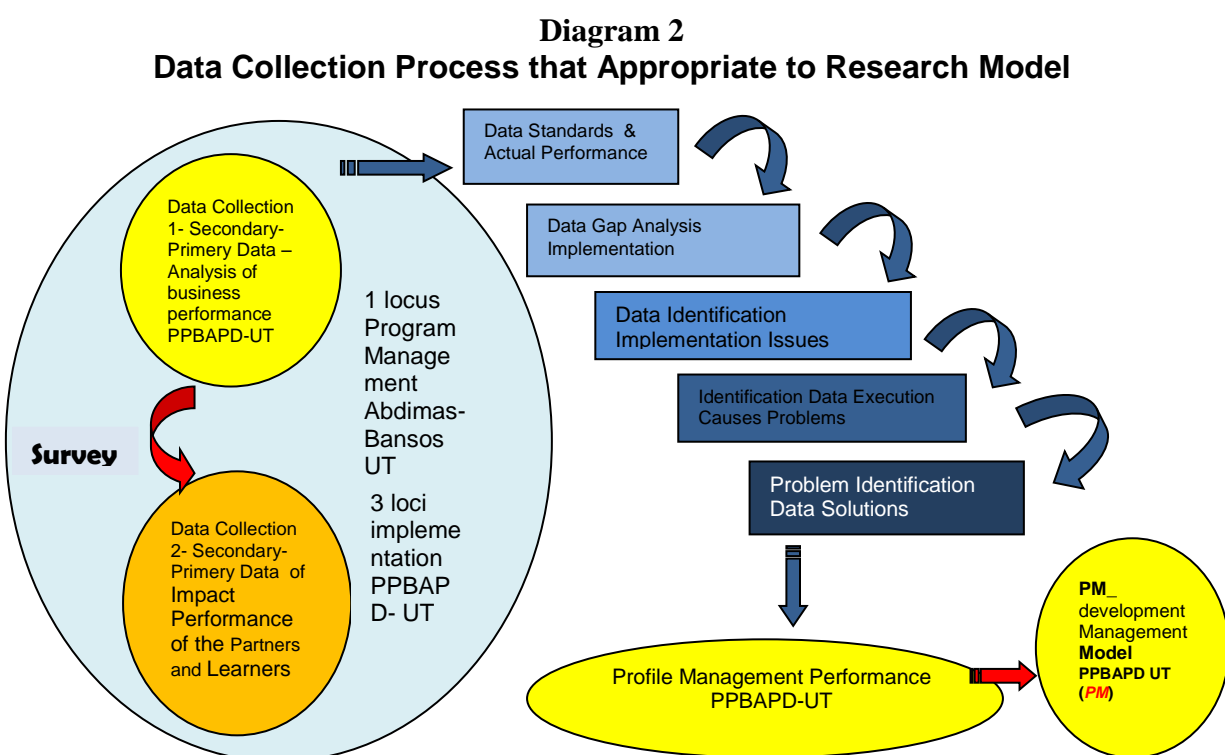 Diagram 2
Data Collection Process that Appropriate to Research Model
Data Collection
1- Secondary-
Primery Data –
Analysis of
business
performance
PPBAPD-UT
Survey
Data Collection
2- Secondary-
Primery Data of
Impact
Performance
of the Partners
and Learners
1 locus
Program
Manage
ment
Abdimas-
Bansos
UT
3 loci
impleme
ntation
PPBAP
D- UT
Data Standards &
Actual Performance
Data Gap Analysis
Implementation
Data Identification
Implementation Issues
Identification Data Execution
Causes Problems
Problem Identification
Data Solutions
Profile Management Performance
PPBAPD-UT
PM_
development
Management
Model
PPBAPD UT
(PM)